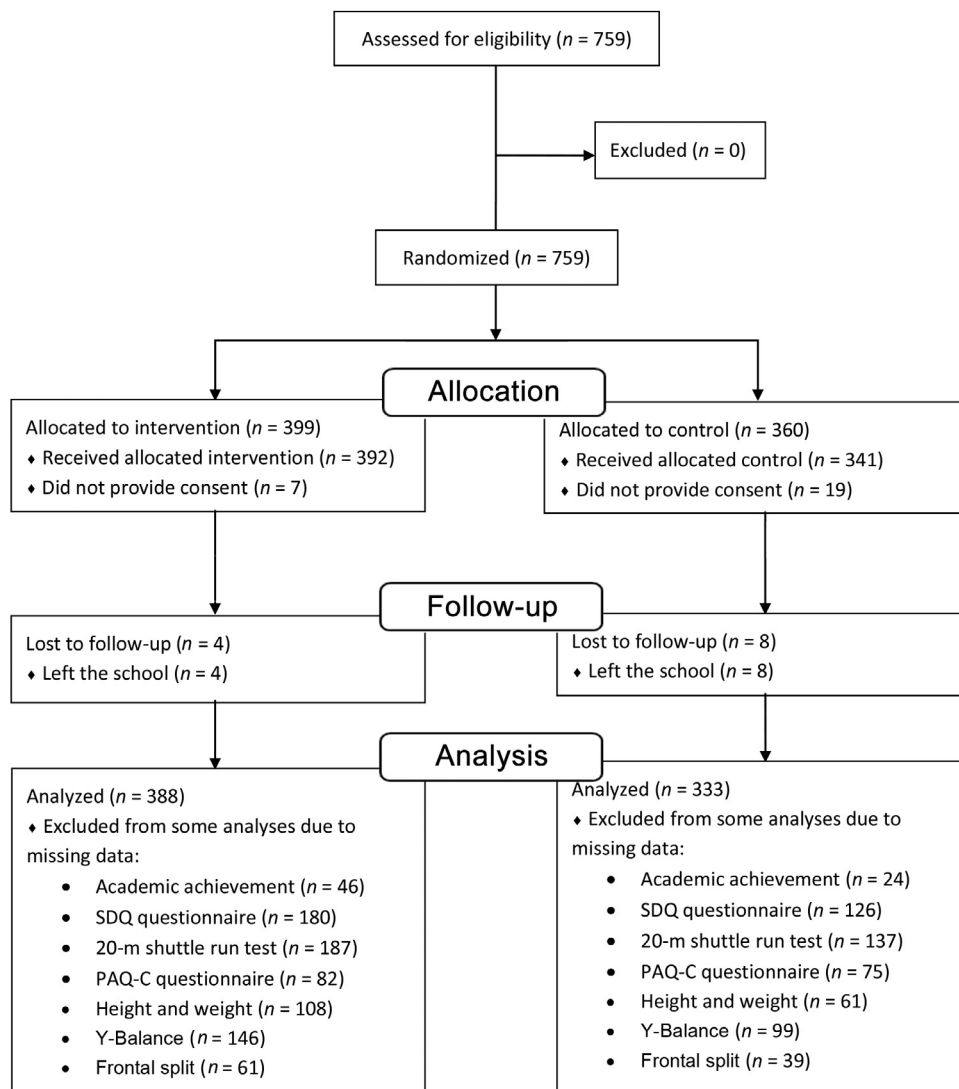 Assessed for eligibility (n = 759)
Excluded (n = 0)
Randomized (n = 759)
Allocation
Allocated to intervention (n = 399)
♦ Received allocated intervention (n = 392)
♦ Did not provide consent (n = 7)
Allocated to control (n = 360)
♦ Received allocated control (n = 341)
♦ Did not provide consent (n = 19)
Follow-up
Lost to follow-up (n = 4)
♦ Left the school (n = 4)
Lost to follow-up (n = 8)
♦ Left the school (n = 8)
Analysis
Analyzed (n = 388)
♦ Excluded from some analyses due to
missing data:
• Academic achievement (n = 46)
• SDQ questionnaire (n = 180)
• 20-m shuttle run test (n = 187)
• PAQ-C questionnaire (n = 82)
• Height and weight (n = 108)
• Y-Balance (n = 146)
• Frontal split (n = 61)
Analyzed (n = 333)
♦ Excluded from some analyses due to
missing data:
• Academic achievement (n = 24)
• SDQ questionnaire (n = 126)
• 20-m shuttle run test (n = 137)
• PAQ-C questionnaire (n = 75)
• Height and weight (n = 61)
• Y-Balance (n = 99)
• Frontal split (n = 39)